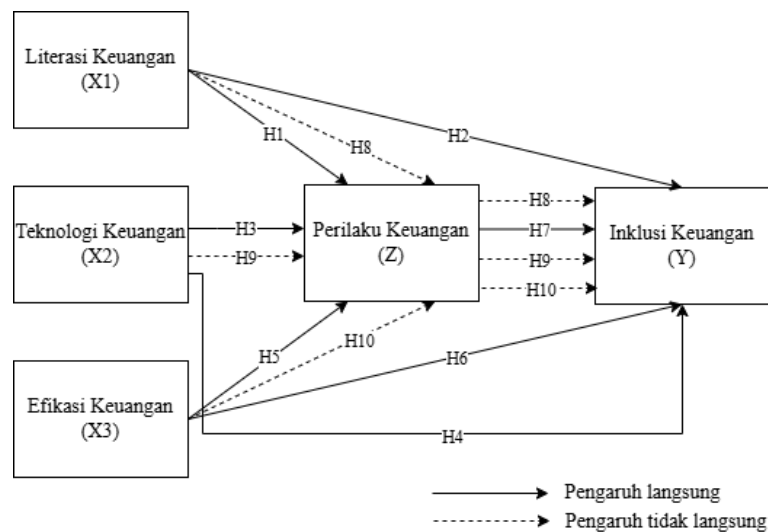 Literasi Keuangan
(X1)
H1
H8
H2
Teknologi Keuangan
(X2)
H3
H9
Perilaku Keuangan
(Z)
H8
H7
H9
H10
Inklusi Keuangan
(Y)
Efikasi Keuangan
(X3)
H5
H10
H6
H4
Pengaruh langsung
Pengaruh tidak langsung